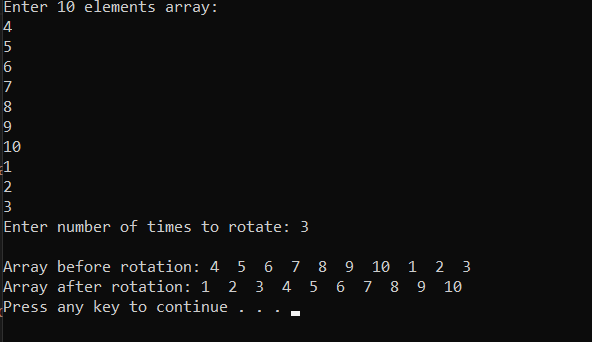 Enter 10 elements array:
4
5
6
7
8
9
10
1
2
3
Enter number of times to rotate: 3
Array before rotation: 4  5  6  7  8  9  10  1  2  3
Array after rotation: 1  2  3  4  5  6  7  8  9  10
Press any key to continue . . .